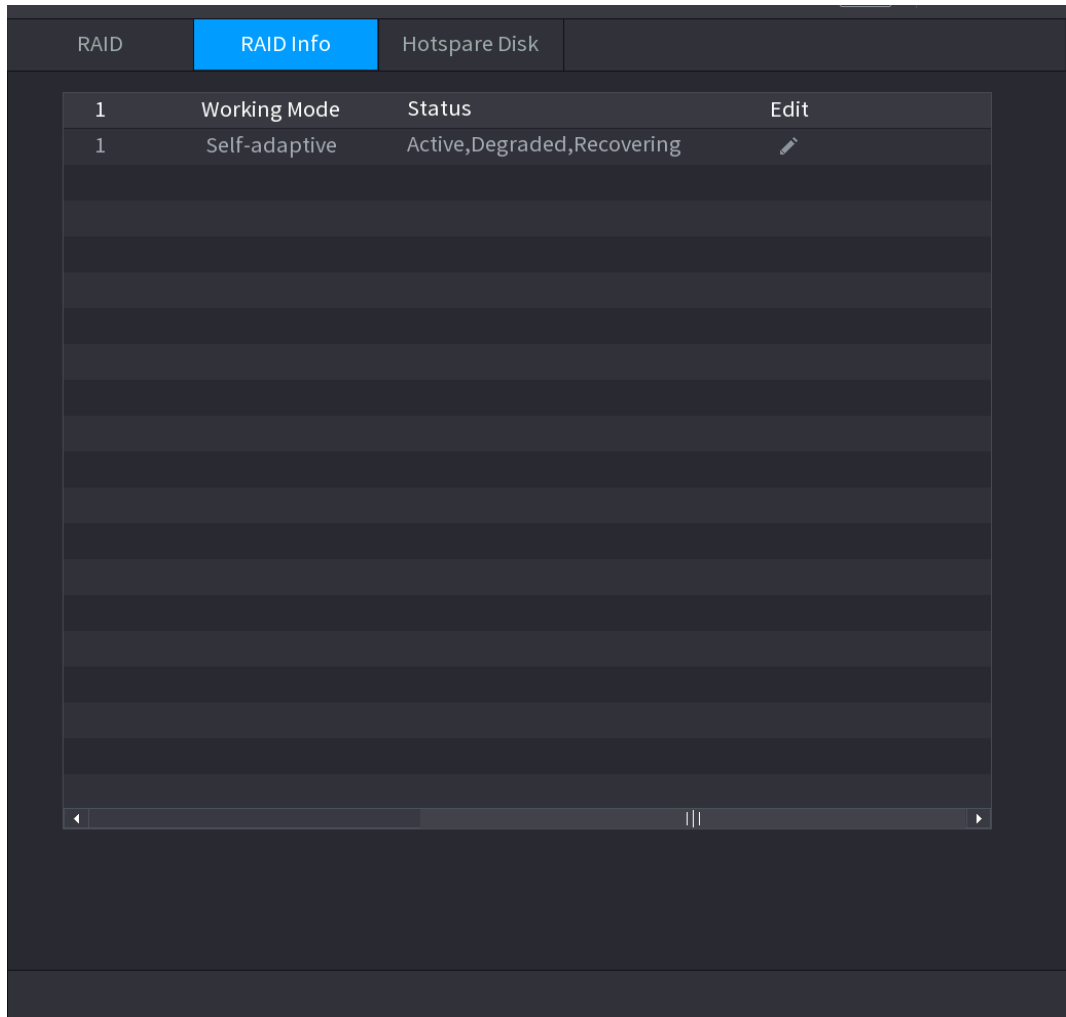 RAID RAID Info Hotspare Disk
1 Working Mode Status Edit
1 Self-adaptive Active,Degraded,Recovering